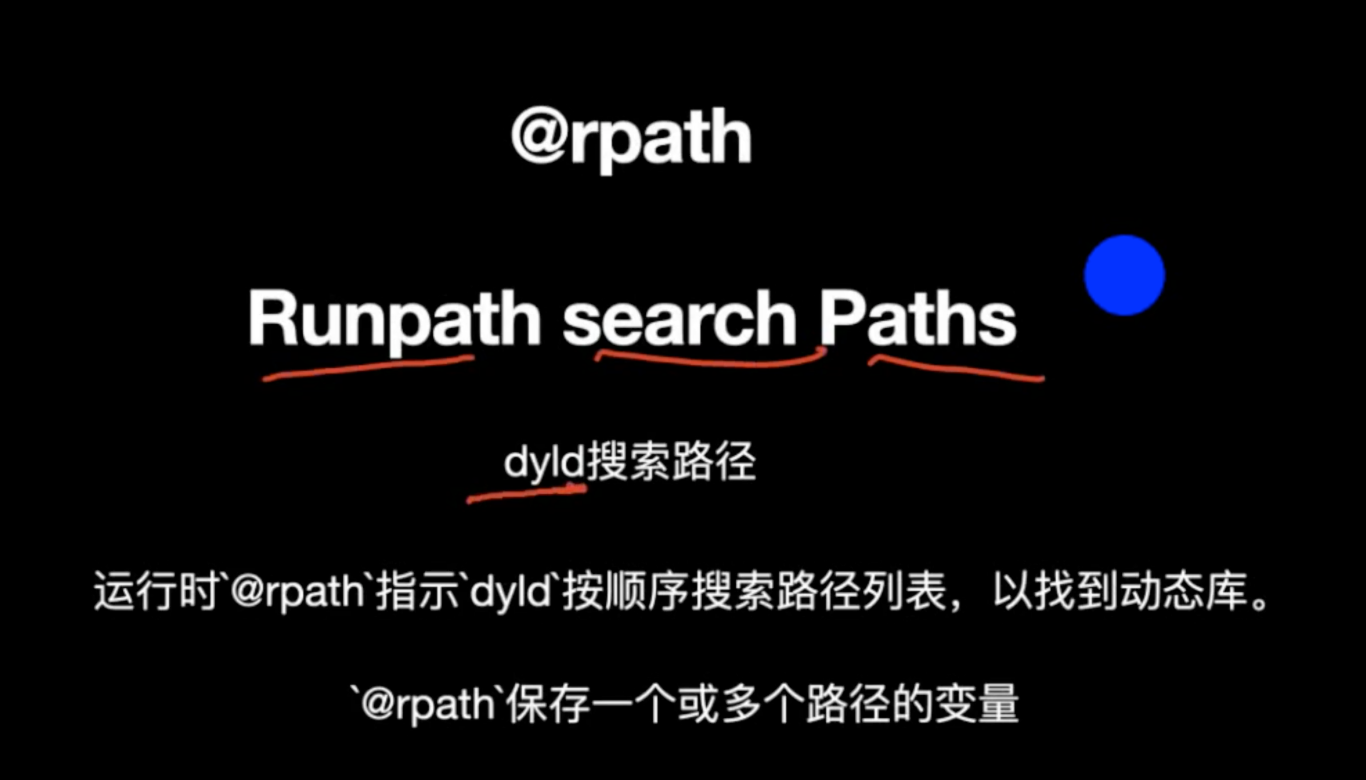 @rpath
Runpath search Paths
dyld搜索路径
运行时`@rpath`指示`dyld`按顺序搜索路径列表，以找到动态库。
`@rpath`保存一个或多个路径的变量